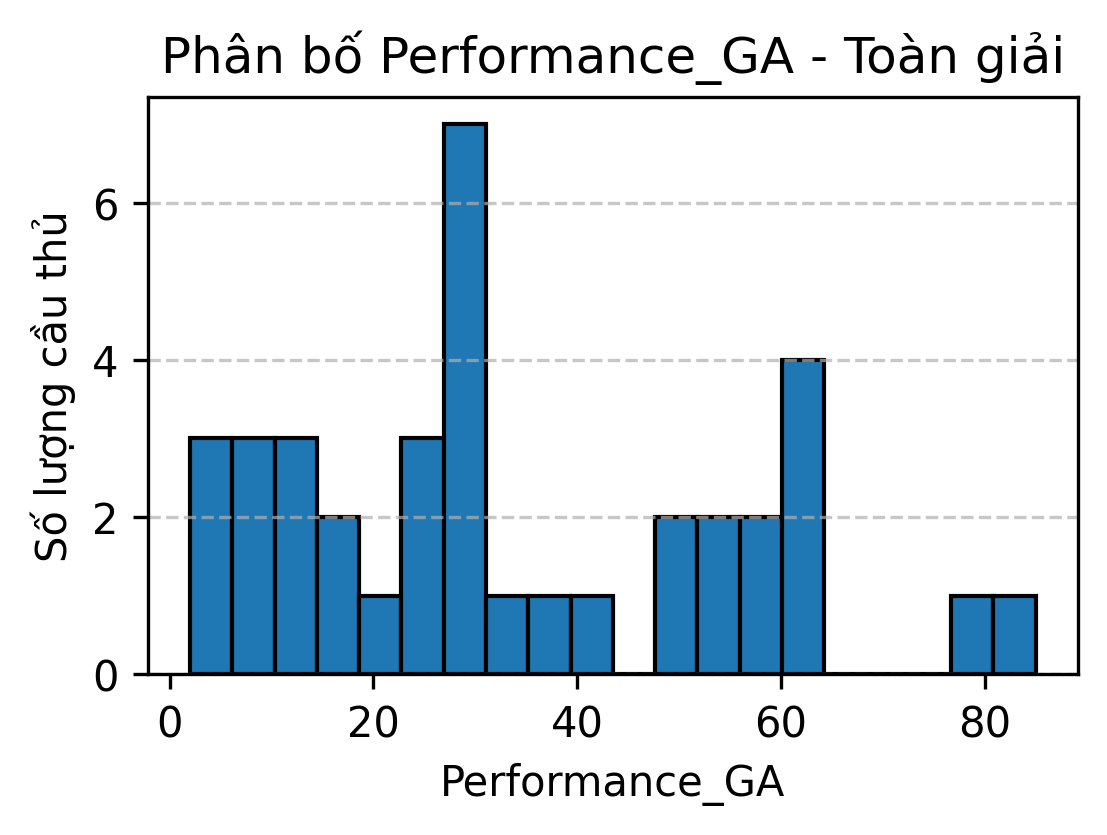 Phân bố Performance_GA - Toàn giải
Số lượng cầu thủ
6
4
2
0
0 20 40 60 80
Performance_GA